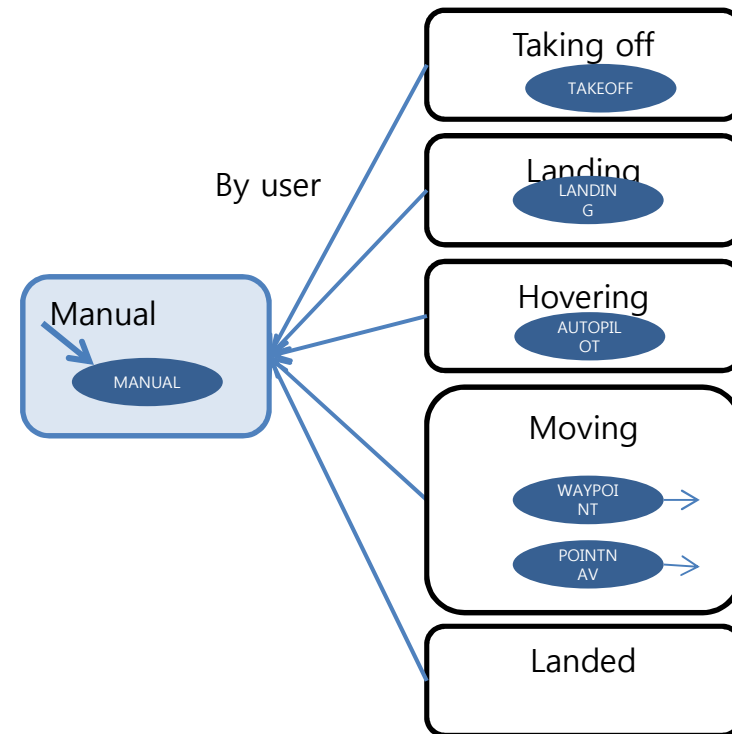 Taking off
TAKEOFF
By user
Landing
LANDIN
G
Manual
MANUAL
Hovering
AUTOPIL
OT
Moving
WAYPOI
NT
POINTN
AV
Landed